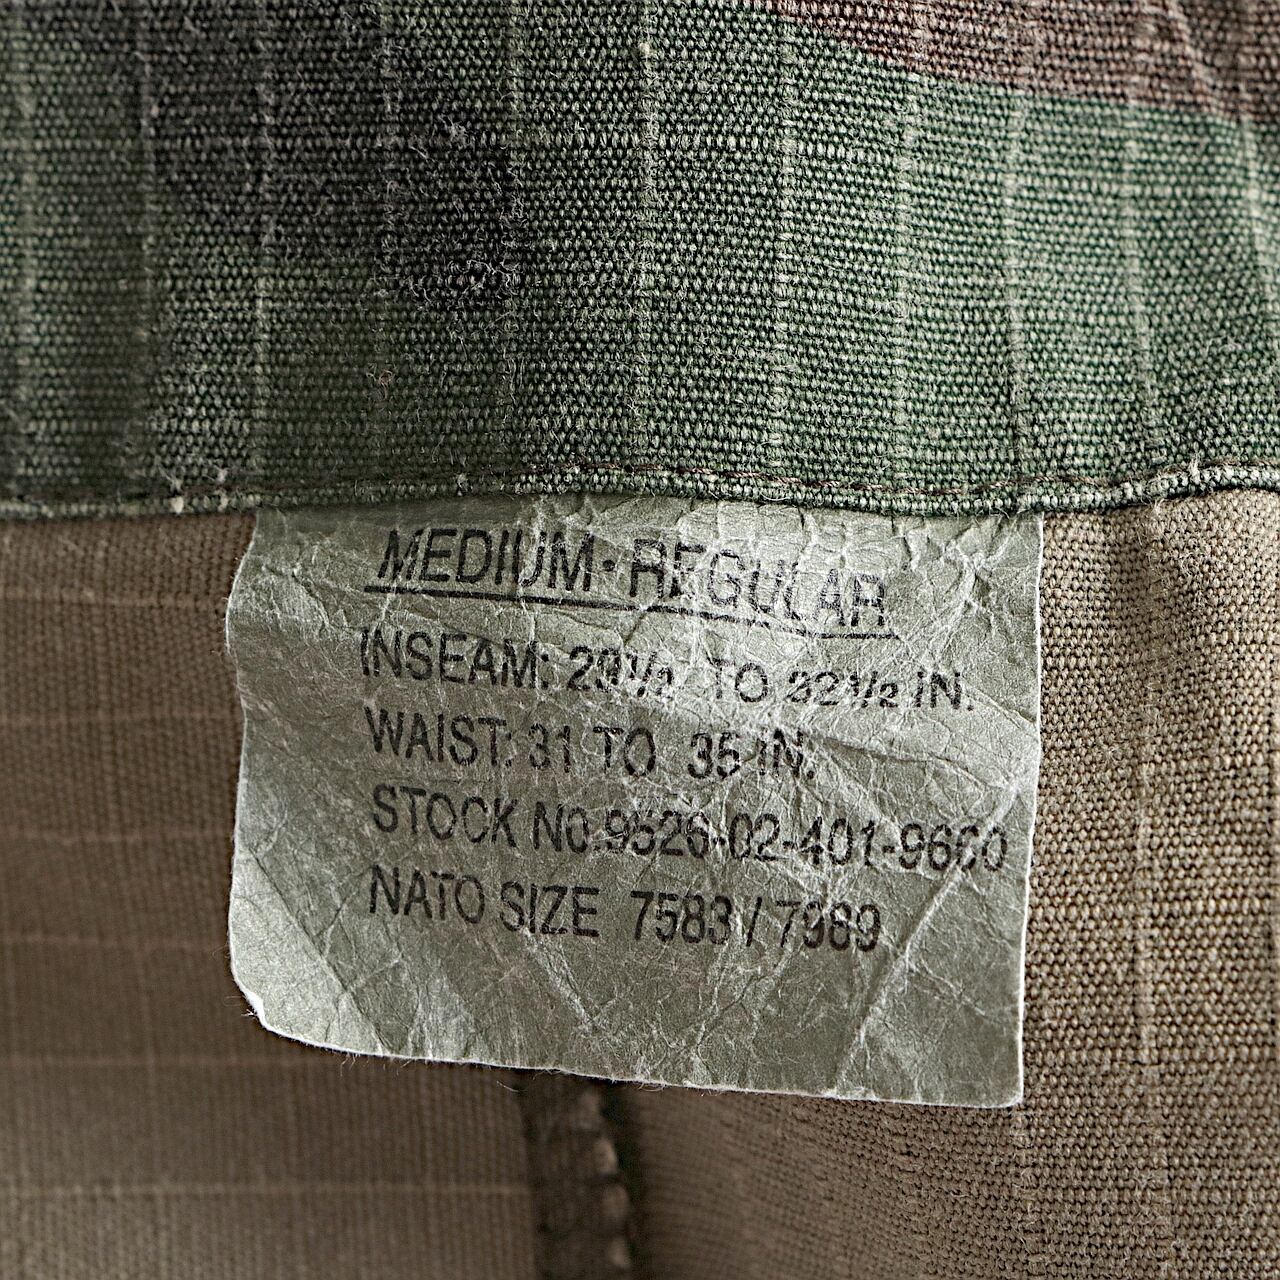 MEDIUM·REGULAR
INSEAM: 29½ TO 32½ IN.
WAIST: 31 TO 35 IN.
STOCK NO. 9526-02-401-9660
NATO SIZE 7583 / 7989